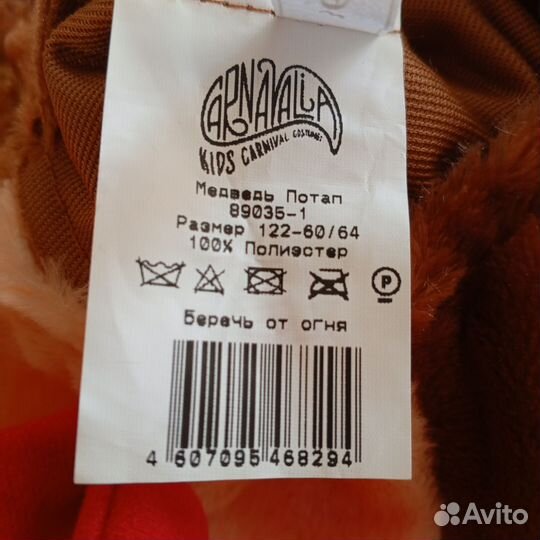 CARNAVALIA
KIDS CARNIVAL COSTUMES
Медведь Потап
89035-1
Размер 122-60/64
100% Полиэстер
P
Беречь от огня
4 607095 468294
Avito